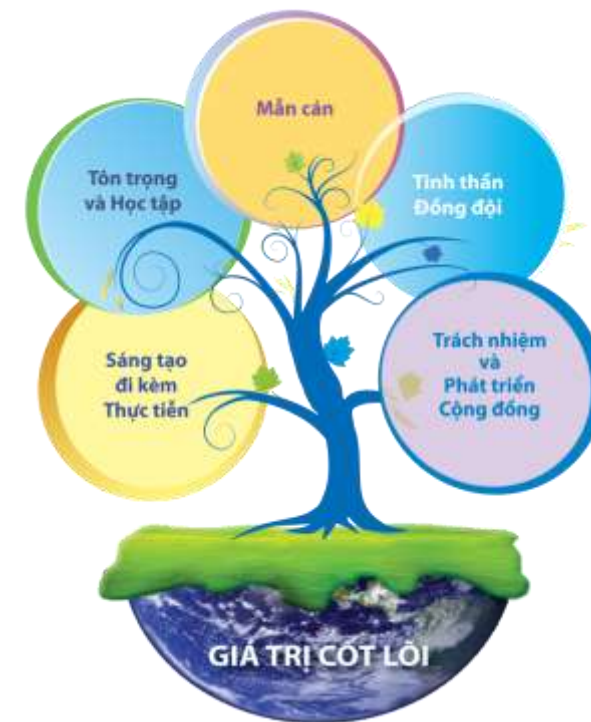 Mẫn cán
Tôn trọng
và Học tập
Tinh thần
Đồng đội
Sáng tạo
đi kèm
Thực tiễn
Trách nhiệm
và
Phát triển
Cộng đồng
GIÁ TRỊ CỐT LÕI